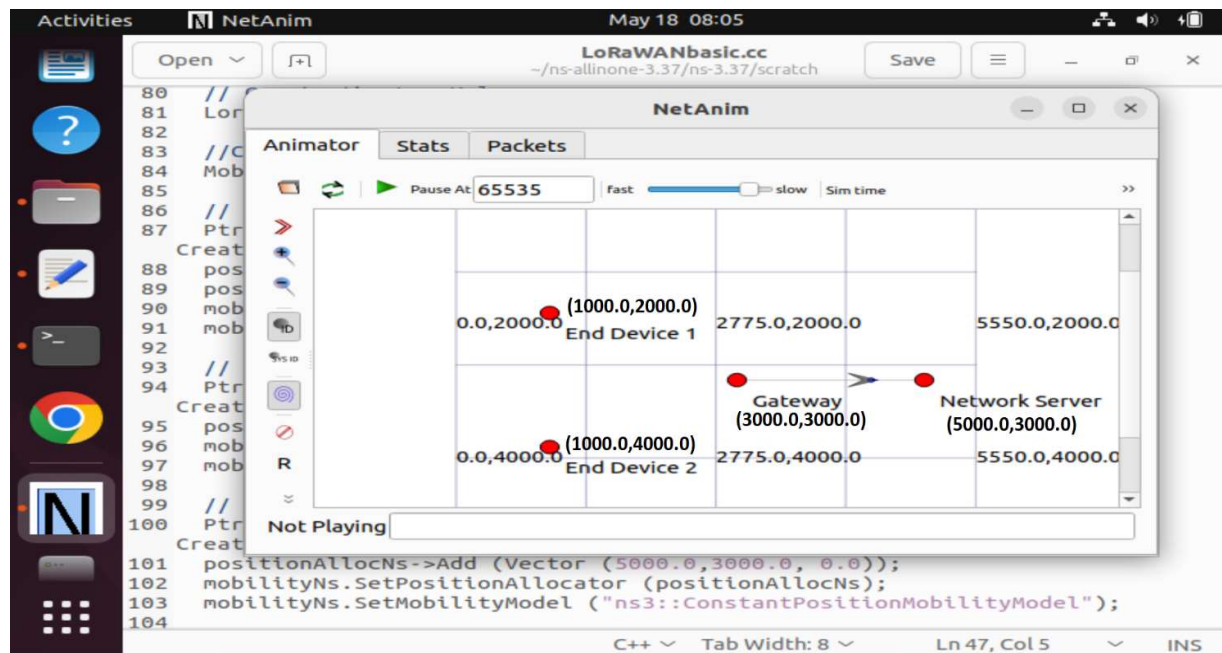 Activities NetAnim May 18 08:05
Open LoRaWANbasic.cc Save
~/ns-allinone-3.37/ns-3.37/scratch
80 //
81 Lor
82
83 //C
84 Mob
85
86 //
87 Ptr
Creat
88 pos
89 pos
90 mob
91 mob
92
93 //
94 Ptr
Creat
95 pos
96 mob
97 mob
98
99 //
100 Ptr
Creat
101 positionAllocNs->Add (Vector (5000.0,3000.0, 0.0));
102 mobilityNs.SetPositionAllocator (positionAllocNs);
103 mobilityNs.SetMobilityModel ("ns3::ConstantPositionMobilityModel");
104
C++ Tab Width: 8 Ln 47, Col 5 INS
NetAnim
Animator Stats Packets
Pause At 65535 fast slow Sim time »
ID
SYS ID
R
(1000.0,2000.0)
0.0,2000.0 2775.0,2000.0 5550.0,2000.0
End Device 1
Gateway Network Server
(3000.0,3000.0) (5000.0,3000.0)
(1000.0,4000.0)
0.0,4000.0 2775.0,4000.0 5550.0,4000.0
End Device 2
Not Playing